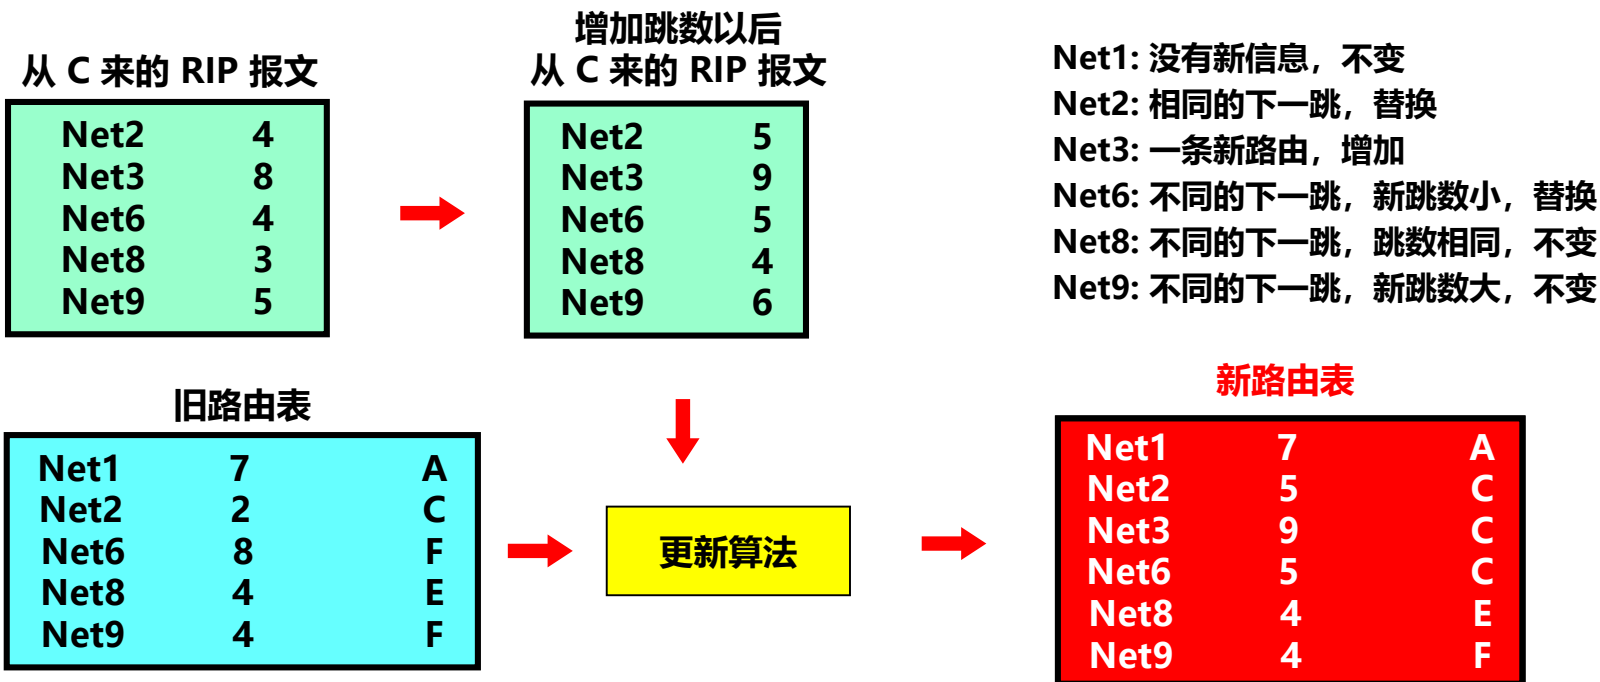 从 C 来的 RIP 报文
Net2 4
Net3 8
Net6 4
Net8 3
Net9 5
增加跳数以后
从 C 来的 RIP 报文
Net2 5
Net3 9
Net6 5
Net8 4
Net9 6
Net1: 没有新信息，不变
Net2: 相同的下一跳，替换
Net3: 一条新路由，增加
Net6: 不同的下一跳，新跳数小，替换
Net8: 不同的下一跳，跳数相同，不变
Net9: 不同的下一跳，新跳数大，不变
旧路由表
Net1 7 A
Net2 2 C
Net6 8 F
Net8 4 E
Net9 4 F
更新算法
新路由表
Net1 7 A
Net2 5 C
Net3 9 C
Net6 5 C
Net8 4 E
Net9 4 F